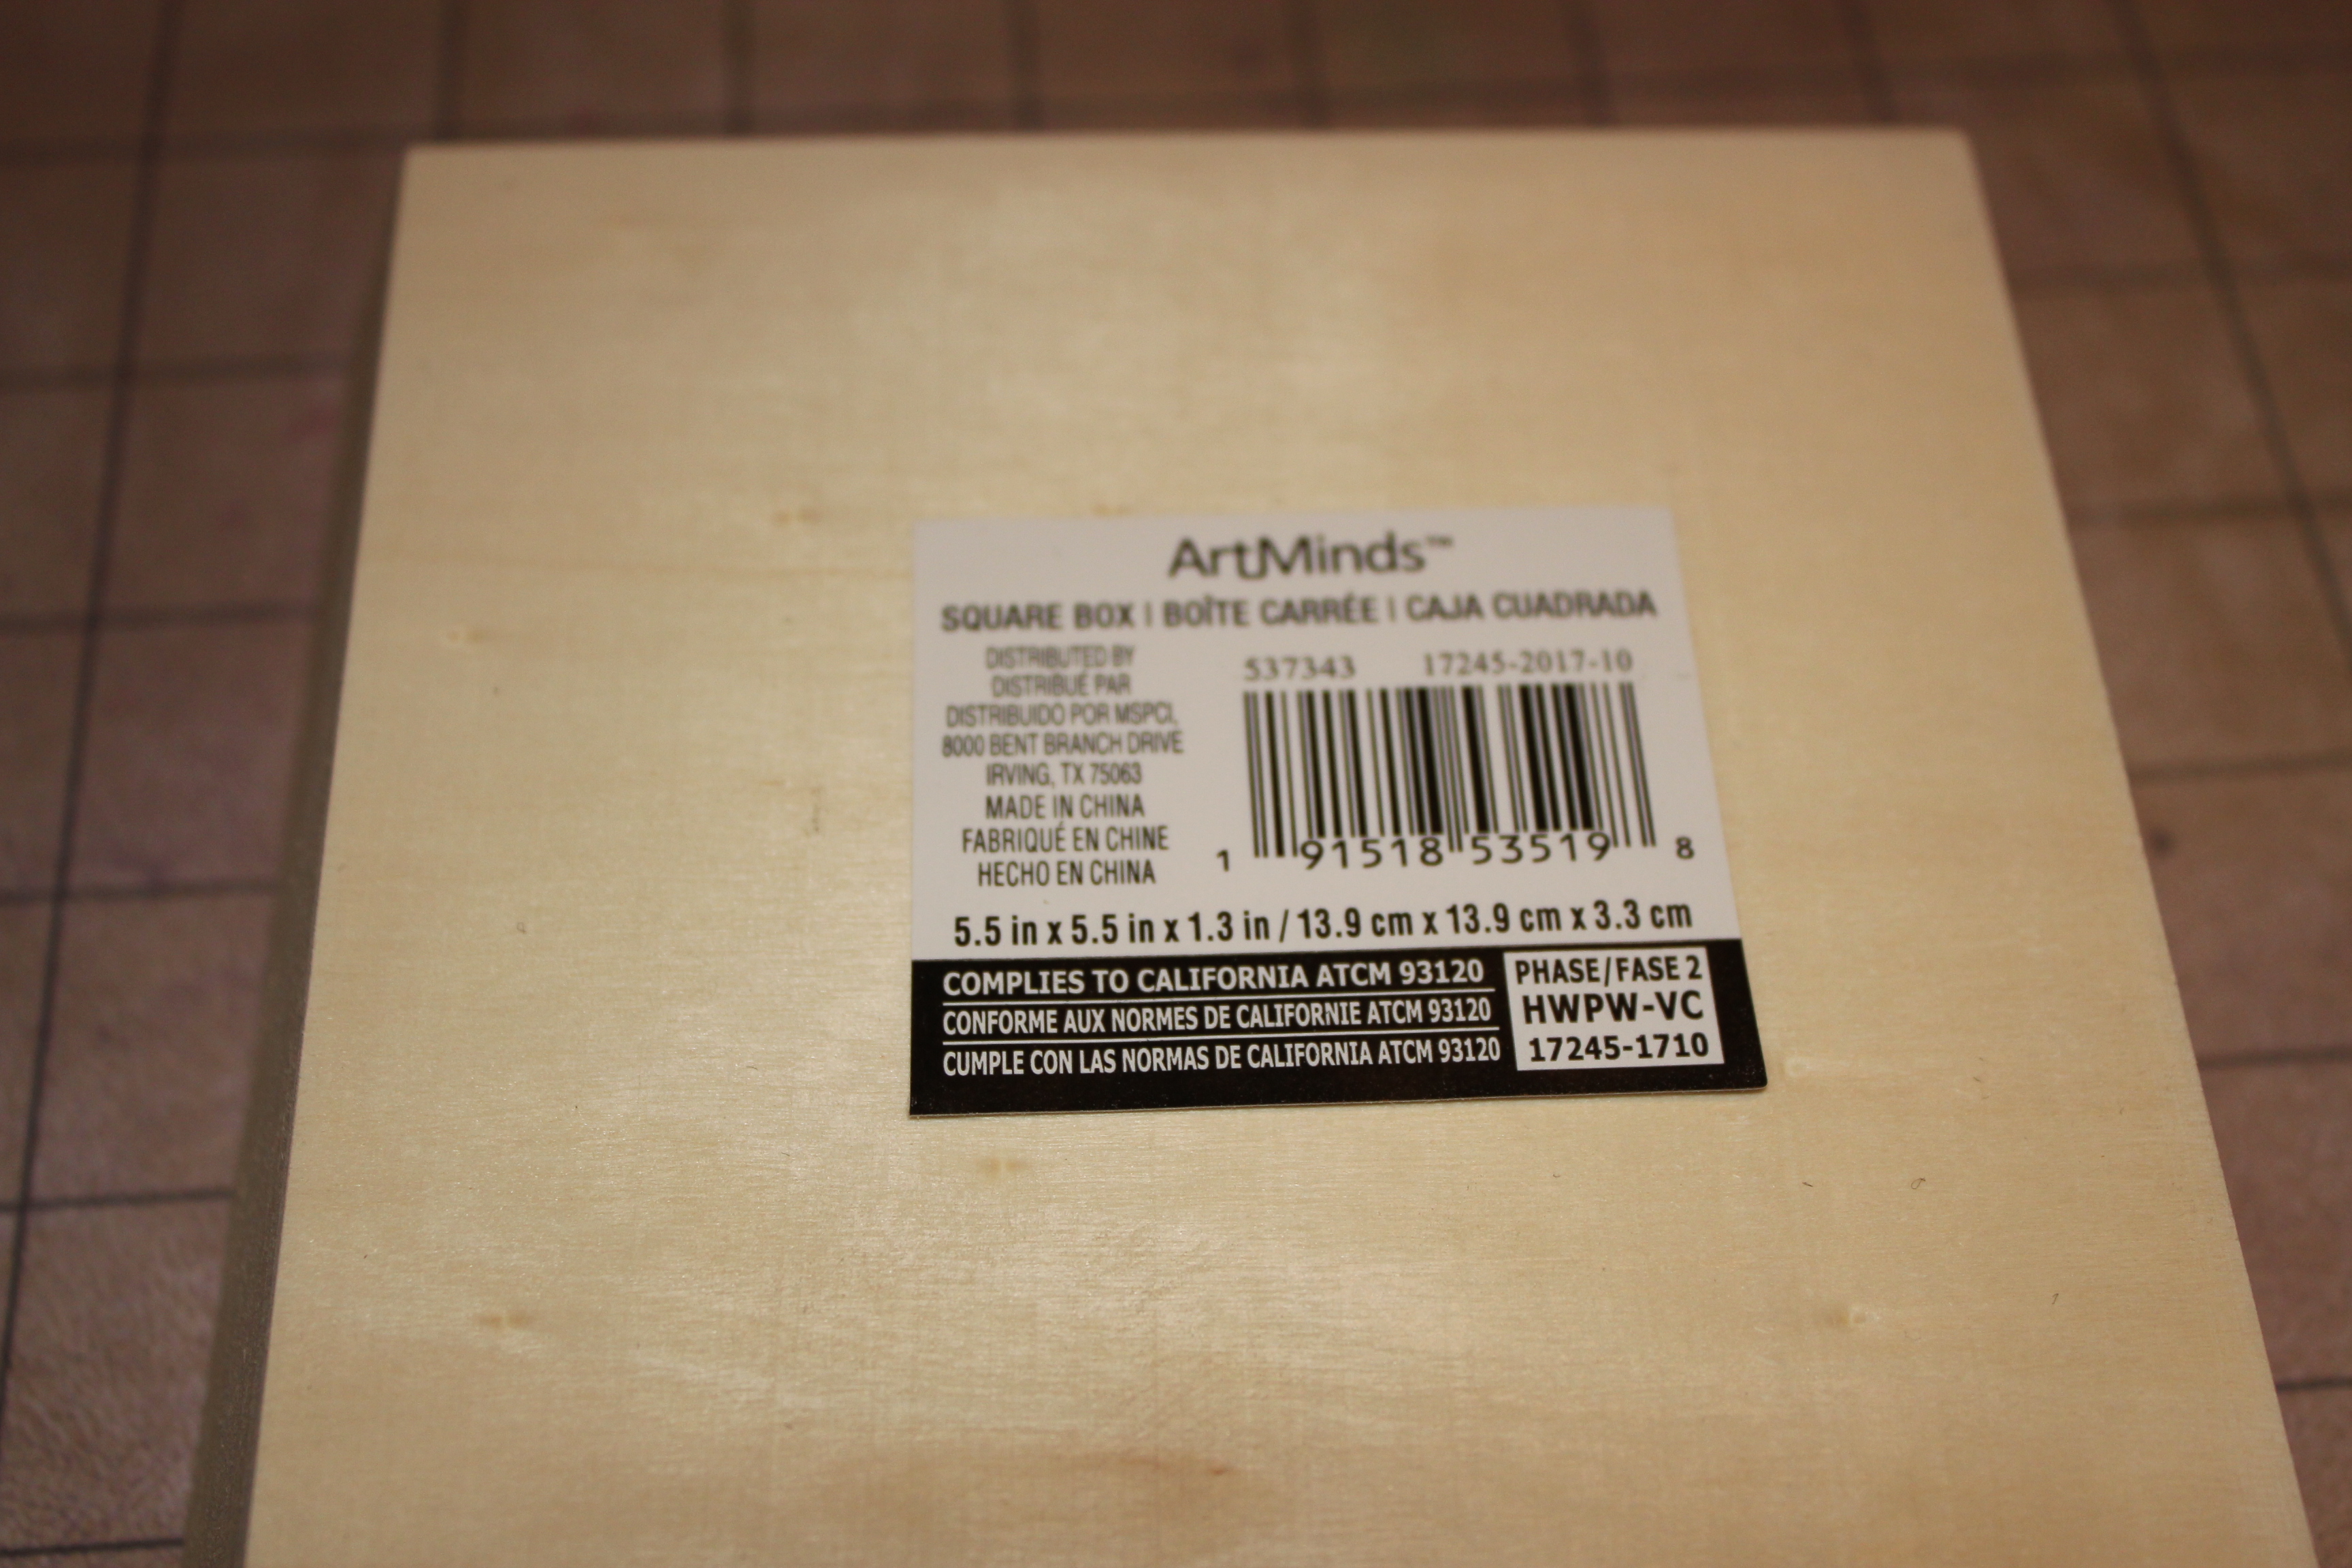 ArtMinds™
SQUARE BOX | BOÎTE CARRÉE | CAJA CUADRADA
DISTRIBUTED BY
DISTRIBUÉ PAR
DISTRIBUIDO POR MSPCI,
8000 BENT BRANCH DRIVE
IRVING, TX 75063
MADE IN CHINA
FABRIQUÉ EN CHINE
HECHO EN CHINA
537343 17245-2017-10
1 91518 53519 8
5.5 in x 5.5 in x 1.3 in / 13.9 cm x 13.9 cm x 3.3 cm
COMPLIES TO CALIFORNIA ATCM 93120
CONFORME AUX NORMES DE CALIFORNIE ATCM 93120
CUMPLE CON LAS NORMAS DE CALIFORNIA ATCM 93120
PHASE/FASE 2
HWPW-VC
17245-1710